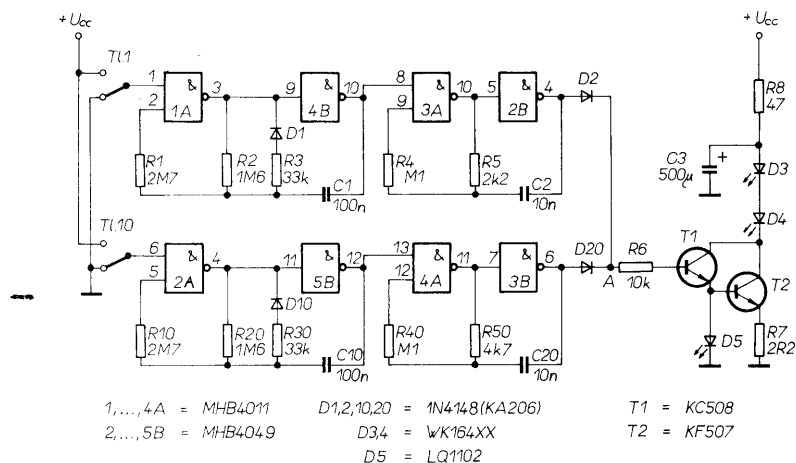 + Ucc
+ Ucc
Tl.1
1
2
&
1A
3
9
&
4B
10
8
9
&
3A
10
5
&
2B
4
D2
R8
47
D1
C3
500µ
+
D3
R1
2M7
R2
1M6
R3
33k
C1
100n
R4
M1
R5
2k2
C2
10n
D4
Tl.10
6
5
&
2A
4
11
&
5B
12
13
12
&
4A
11
7
&
3B
6
D20
A
R6
10k
T1
T2
D10
R10
2M7
R20
1M6
R30
33k
C10
100n
R40
M1
R50
4k7
C20
10n
D5
R7
2R2
1,...,4A = MHB4011
D1,2,10,20 = 1N4148(KA206)
T1 = KC508
2,...,5B = MHB4049
D3,4 = WK164XX
T2 = KF507
D5 = LQ1102